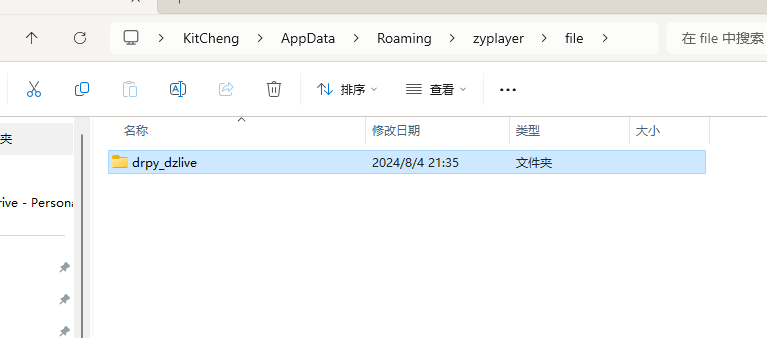 KitCheng > AppData > Roaming > zyplayer > file > 在 file 中搜索
排序 查看
名称 修改日期 类型 大小
夹
drpy_dzlive 2024/8/4 21:35 文件夹
rive - Persona